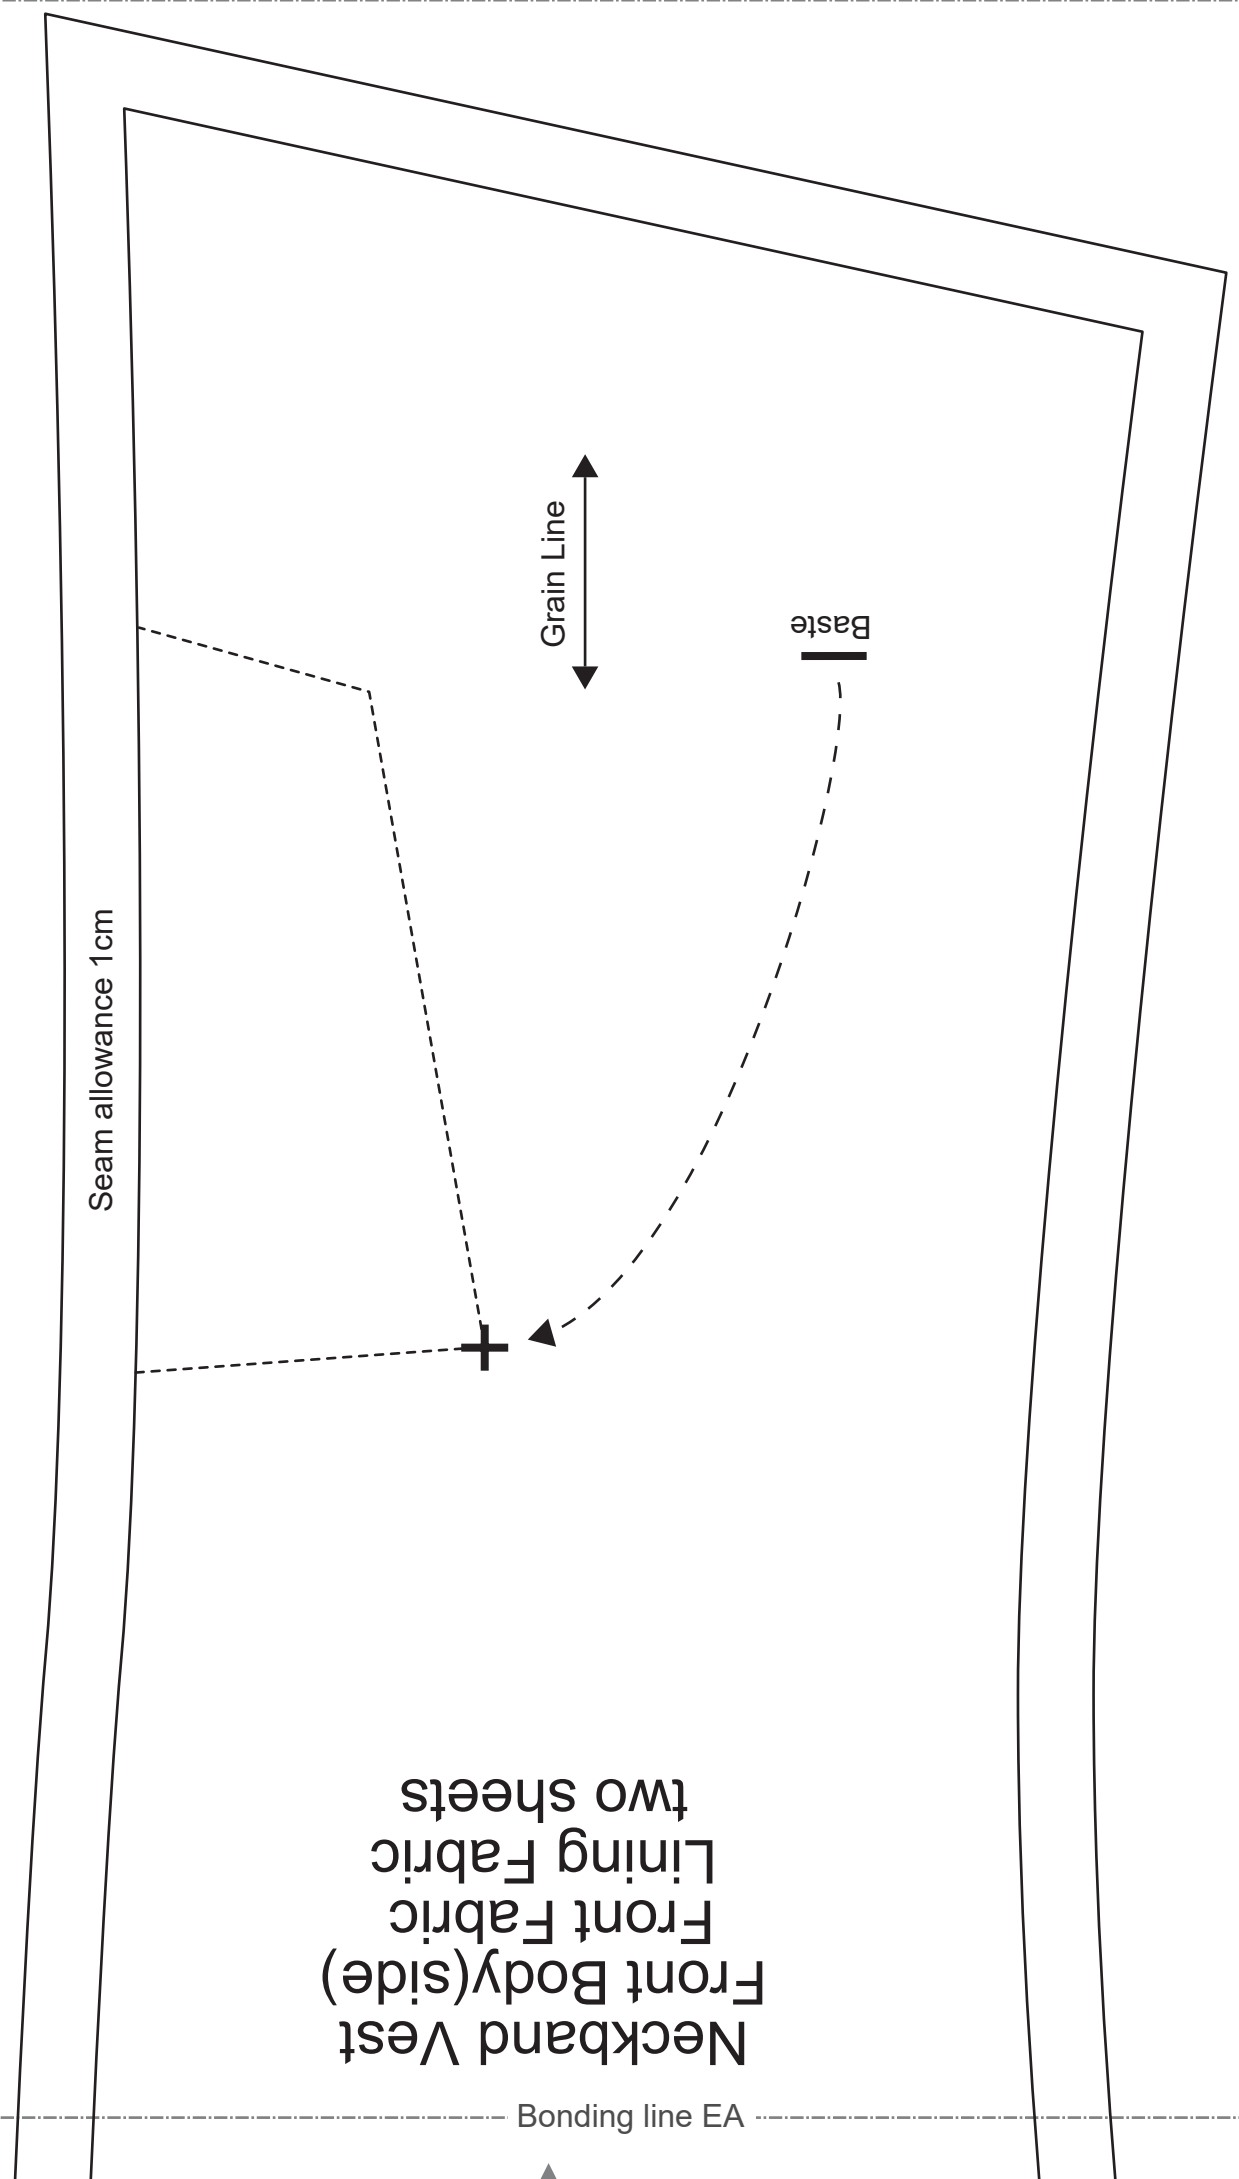 Grain Line
Baste
Seam allowance 1cm
Neckband Vest
Front Body(side)
Front Fabric
Lining Fabric
two sheets
Bonding line EA